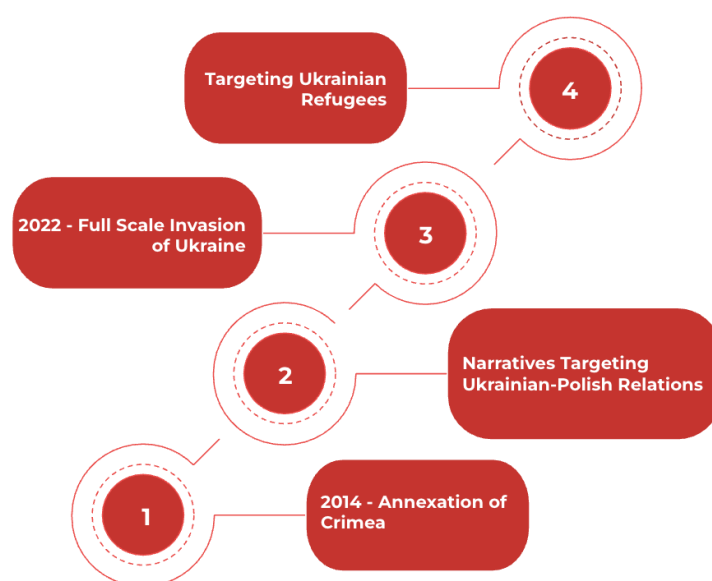 Targeting Ukrainian
Refugees
4
2022 - Full Scale Invasion
of Ukraine
3
2
Narratives Targeting
Ukrainian-Polish Relations
1
2014 - Annexation of
Crimea